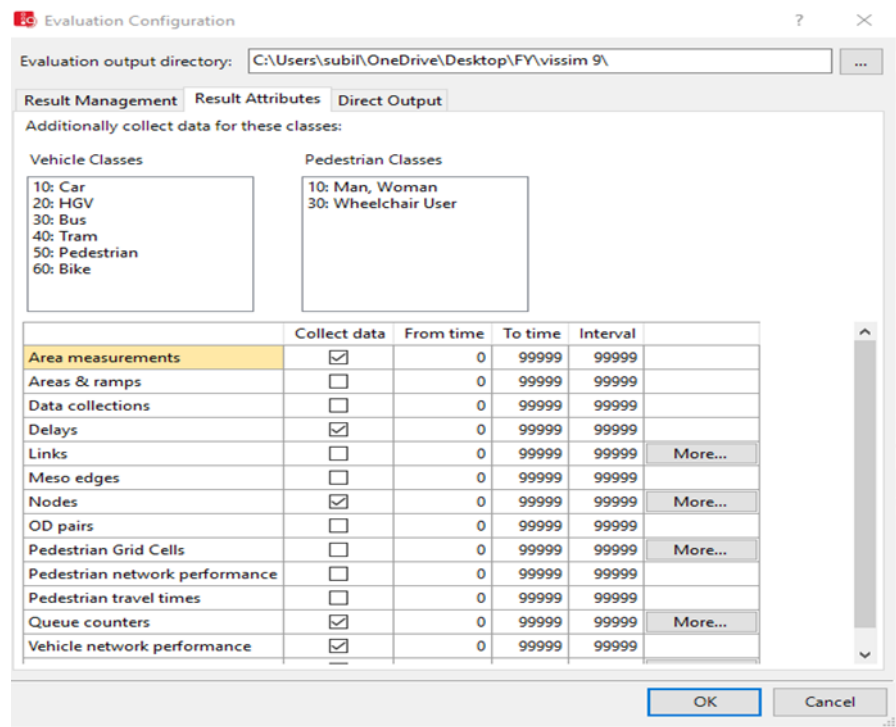 Evaluation Configuration
Evaluation output directory: C:\Users\subil\OneDrive\Desktop\FY\vissim 9\ ...
Result Management Result Attributes Direct Output
Additionally collect data for these classes:
Vehicle Classes Pedestrian Classes
10: Car 10: Man, Woman
20: HGV 30: Wheelchair User
30: Bus
40: Tram
50: Pedestrian
60: Bike
Collect data From time To time Interval
Area measurements 0 99999 99999
Areas & ramps 0 99999 99999
Data collections 0 99999 99999
Delays 0 99999 99999
Links 0 99999 99999 More...
Meso edges 0 99999 99999
Nodes 0 99999 99999 More...
OD pairs 0 99999 99999
Pedestrian Grid Cells 0 99999 99999 More...
Pedestrian network performance 0 99999 99999
Pedestrian travel times 0 99999 99999
Queue counters 0 99999 99999 More...
Vehicle network performance 0 99999 99999
OK Cancel